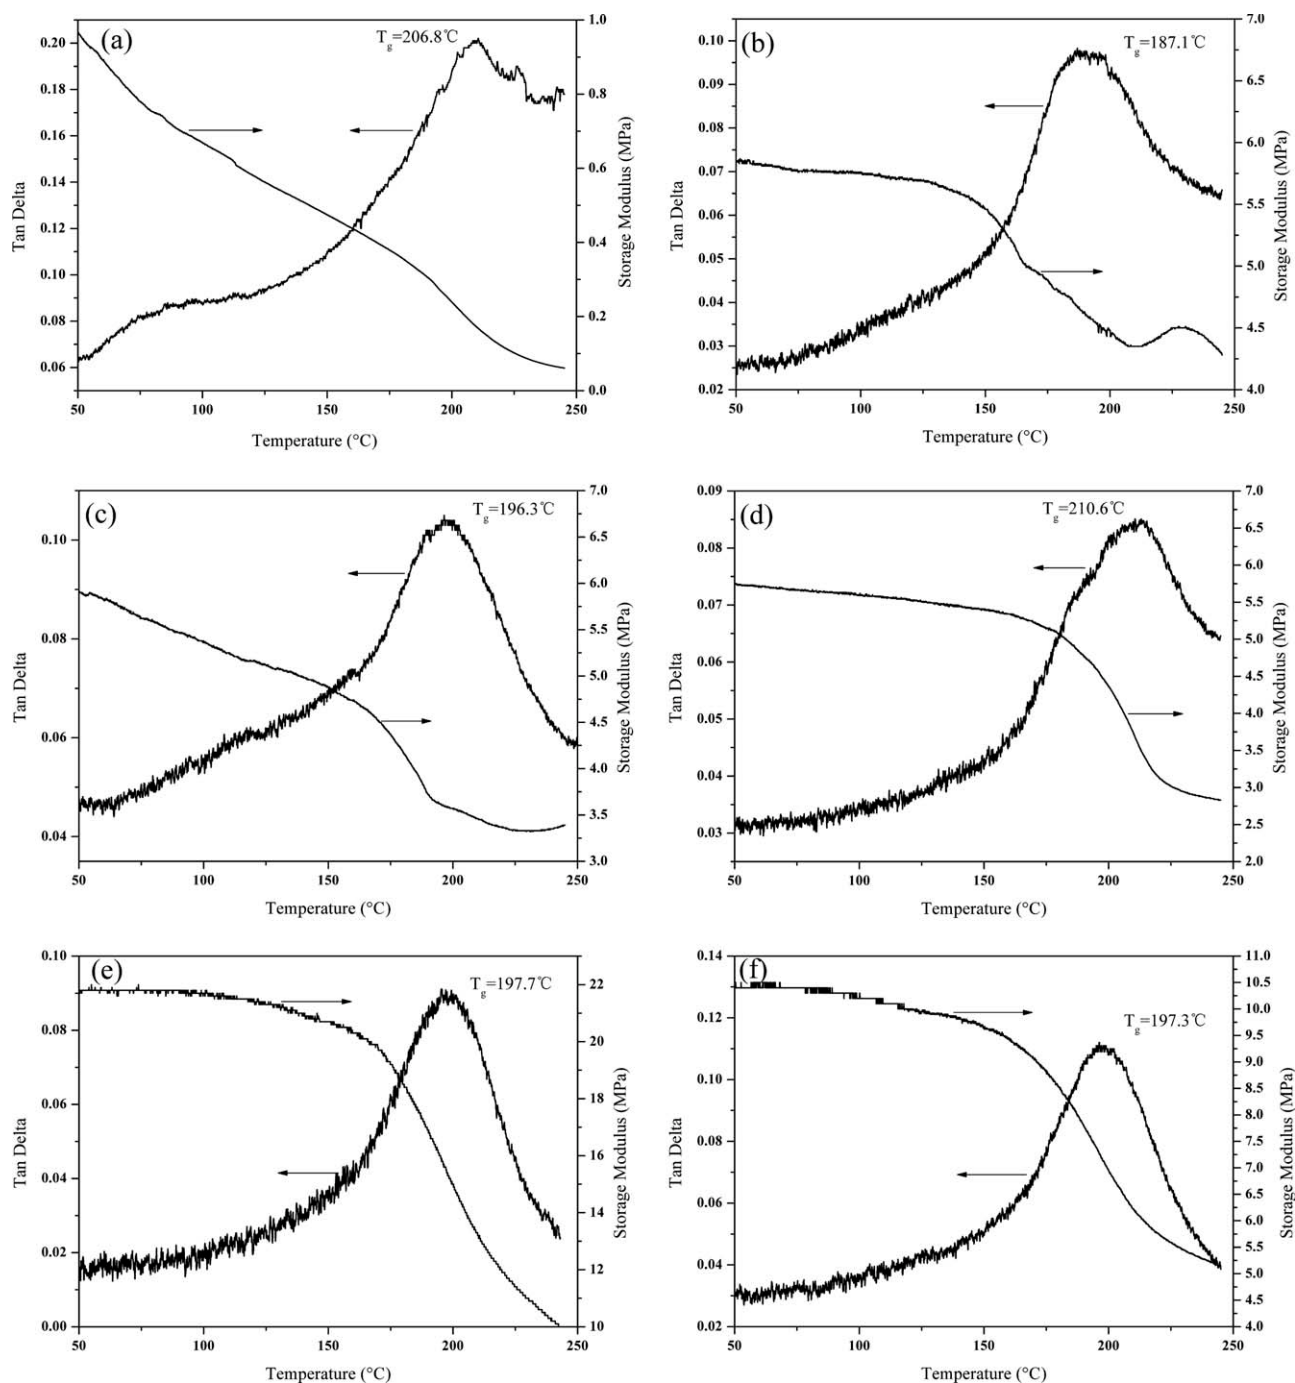 (a)
T_g=206.8℃
Tan Delta
0.20
0.18
0.16
0.14
0.12
0.10
0.08
0.06
1.0
0.8
0.6
0.4
0.2
0.0
Storage Modulus (MPa)
50 100 150 200 250
Temperature (°C)
(b)
T_g=187.1℃
Tan Delta
0.10
0.09
0.08
0.07
0.06
0.05
0.04
0.03
0.02
7.0
6.5
6.0
5.5
5.0
4.5
4.0
Storage Modulus (MPa)
50 100 150 200 250
Temperature (°C)
(c)
T_g=196.3℃
Tan Delta
0.10
0.08
0.06
0.04
7.0
6.5
6.0
5.5
5.0
4.5
4.0
3.5
3.0
Storage Modulus (MPa)
50 100 150 200 250
Temperature (°C)
(d)
T_g=210.6℃
Tan Delta
0.09
0.08
0.07
0.06
0.05
0.04
0.03
7.0
6.5
6.0
5.5
5.0
4.5
4.0
3.5
3.0
2.5
2.0
Storage Modulus (MPa)
50 100 150 200 250
Temperature (°C)
(e)
T_g=197.7℃
Tan Delta
0.10
0.08
0.06
0.04
0.02
0.00
22
20
18
16
14
12
10
Storage Modulus (MPa)
50 100 150 200 250
Temperature (°C)
(f)
T_g=197.3℃
Tan Delta
0.14
0.12
0.10
0.08
0.06
0.04
0.02
11.0
10.5
10.0
9.5
9.0
8.5
8.0
7.5
7.0
6.5
6.0
5.5
5.0
4.5
4.0
Storage Modulus (MPa)
50 100 150 200 250
Temperature (°C)